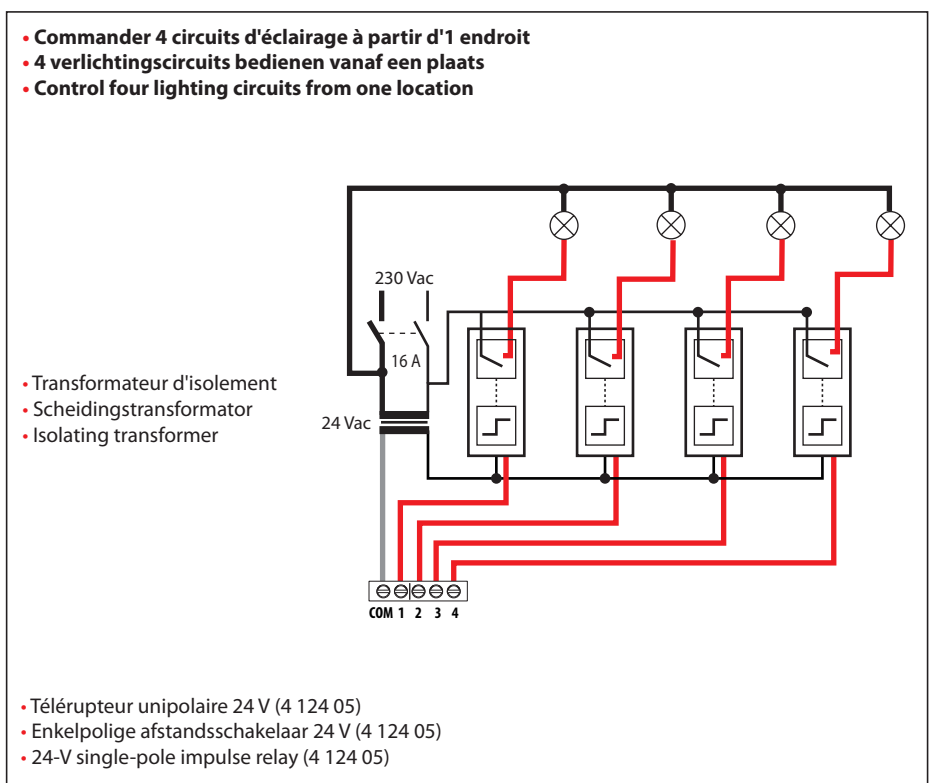 • Commander 4 circuits d'éclairage à partir d'1 endroit
• 4 verlichtingscircuits bedienen vanaf een plaats
• Control four lighting circuits from one location
230 Vac
16 A
• Transformateur d'isolement
• Scheidingstransformator
• Isolating transformer
24 Vac
COM 1 2 3 4
• Télérupteur unipolaire 24 V (4 124 05)
• Enkelpolige afstandsschakelaar 24 V (4 124 05)
• 24-V single-pole impulse relay (4 124 05)